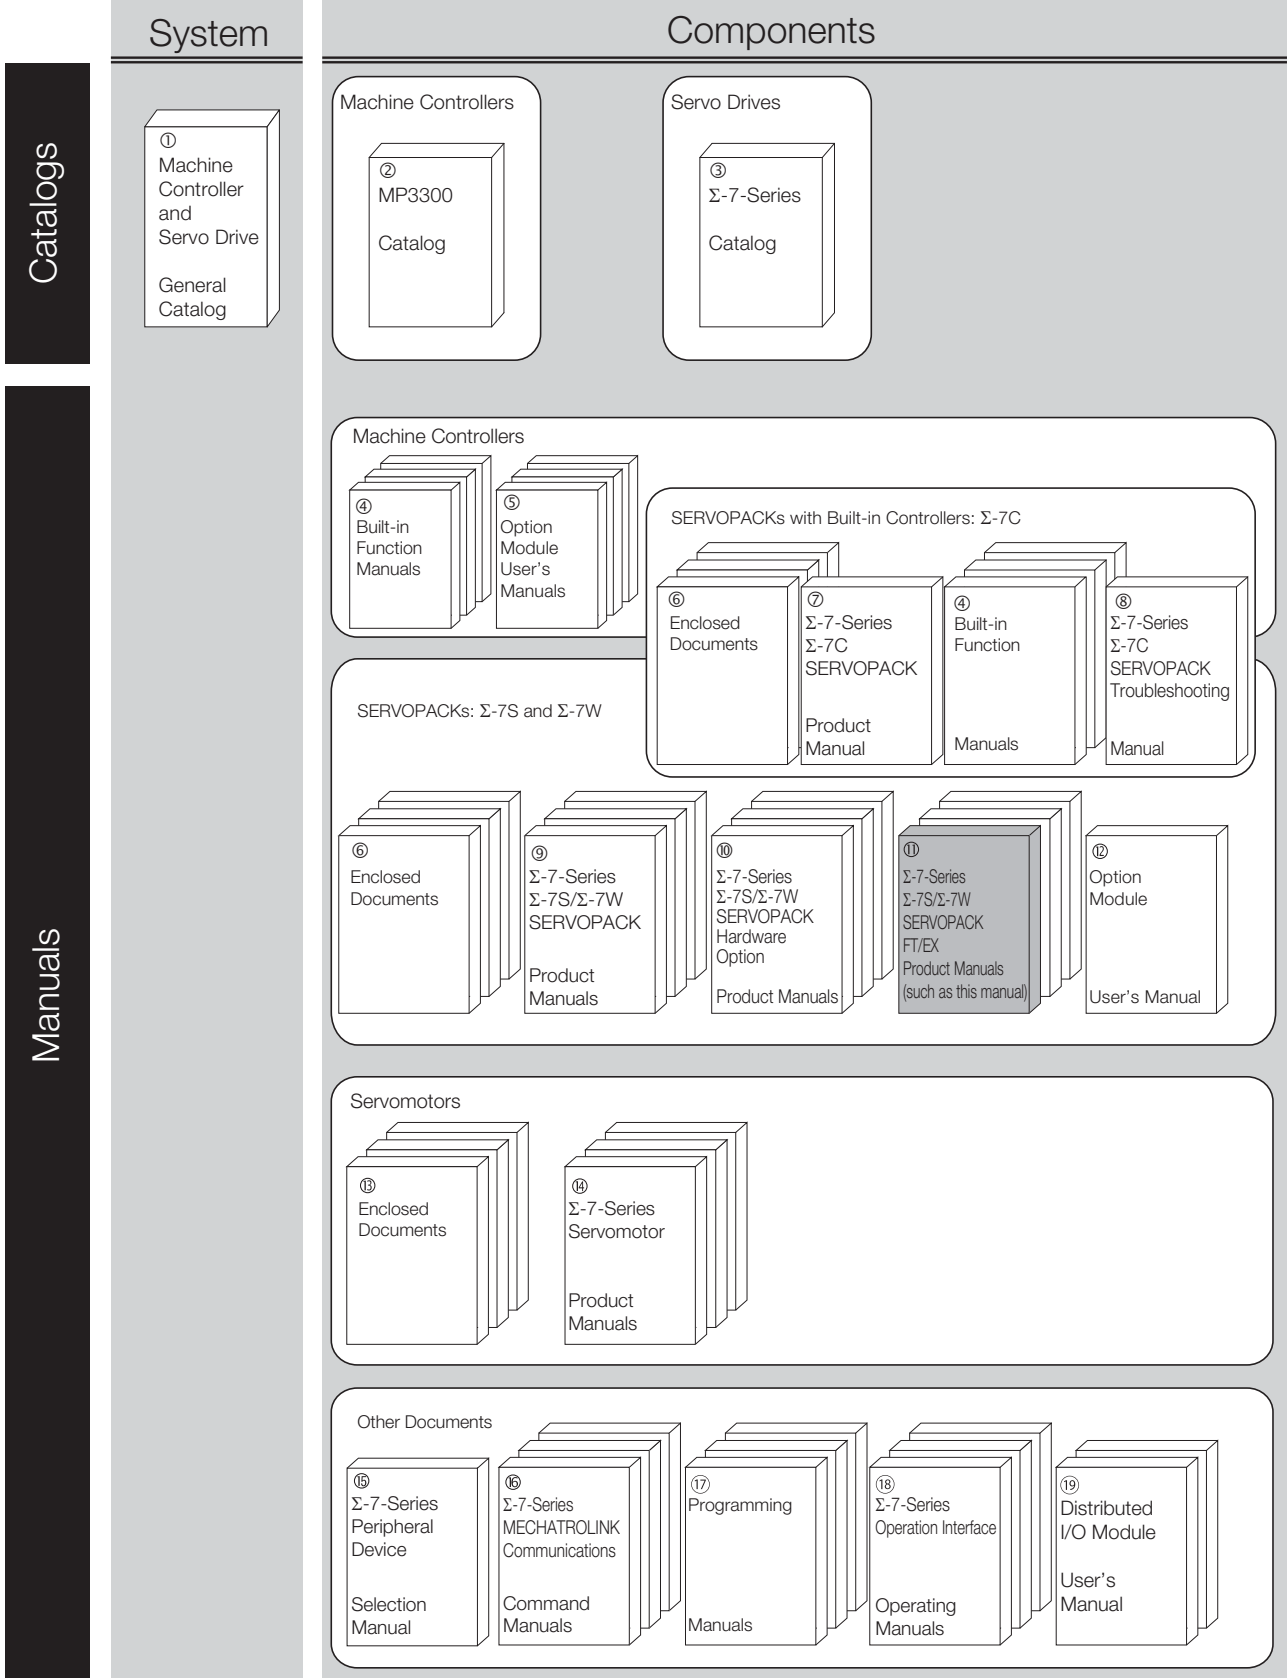 System
Components
Catalogs
①
Machine
Controller
and
Servo Drive
General
Catalog
Machine Controllers
②
MP3300
Catalog
Servo Drives
③
Σ-7-Series
Catalog
Manuals
Machine Controllers
④
Built-in
Function
Manuals
⑤
Option
Module
User's
Manuals
SERVOPACKs with Built-in Controllers: Σ-7C
⑥
Enclosed
Documents
⑦
Σ-7-Series
Σ-7C
SERVOPACK
Product
Manual
④
Built-in
Function
Manuals
⑧
Σ-7-Series
Σ-7C
SERVOPACK
Troubleshooting
Manual
SERVOPACKs: Σ-7S and Σ-7W
⑥
Enclosed
Documents
⑨
Σ-7-Series
Σ-7S/Σ-7W
SERVOPACK
Product
Manuals
⑩
Σ-7-Series
Σ-7S/Σ-7W
SERVOPACK
Hardware
Option
Product Manuals
⑪
Σ-7-Series
Σ-7S/Σ-7W
SERVOPACK
FT/EX
Product Manuals
(such as this manual)
⑫
Option
Module
User's Manual
Servomotors
⑬
Enclosed
Documents
⑭
Σ-7-Series
Servomotor
Product
Manuals
Other Documents
⑮
Σ-7-Series
Peripheral
Device
Selection
Manual
⑯
Σ-7-Series
MECHATROLINK
Communications
Command
Manuals
⑰
Programming
Manuals
⑱
Σ-7-Series
Operation Interface
Operating
Manuals
⑲
Distributed
I/O Module
User's
Manual